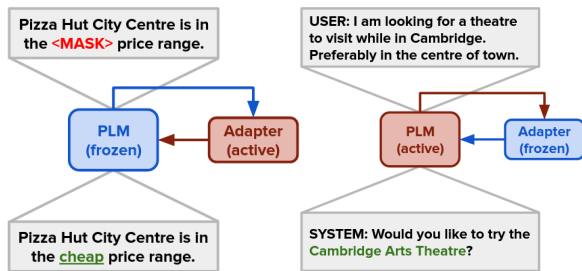 Pizza Hut City Centre is in
the <MASK> price range.
PLM
(frozen)
Adapter
(active)
Pizza Hut City Centre is in
the cheap price range.
USER: I am looking for a theatre
to visit while in Cambridge.
Preferably in the centre of town.
PLM
(active)
Adapter
(frozen)
SYSTEM: Would you like to try the
Cambridge Arts Theatre?